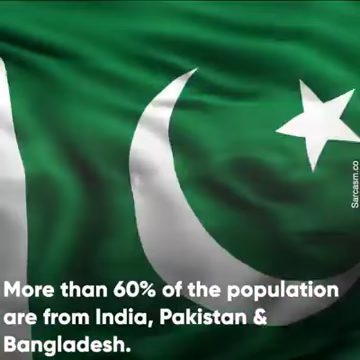 Sarcasm.co
More than 60% of the population
are from India, Pakistan &
Bangladesh.